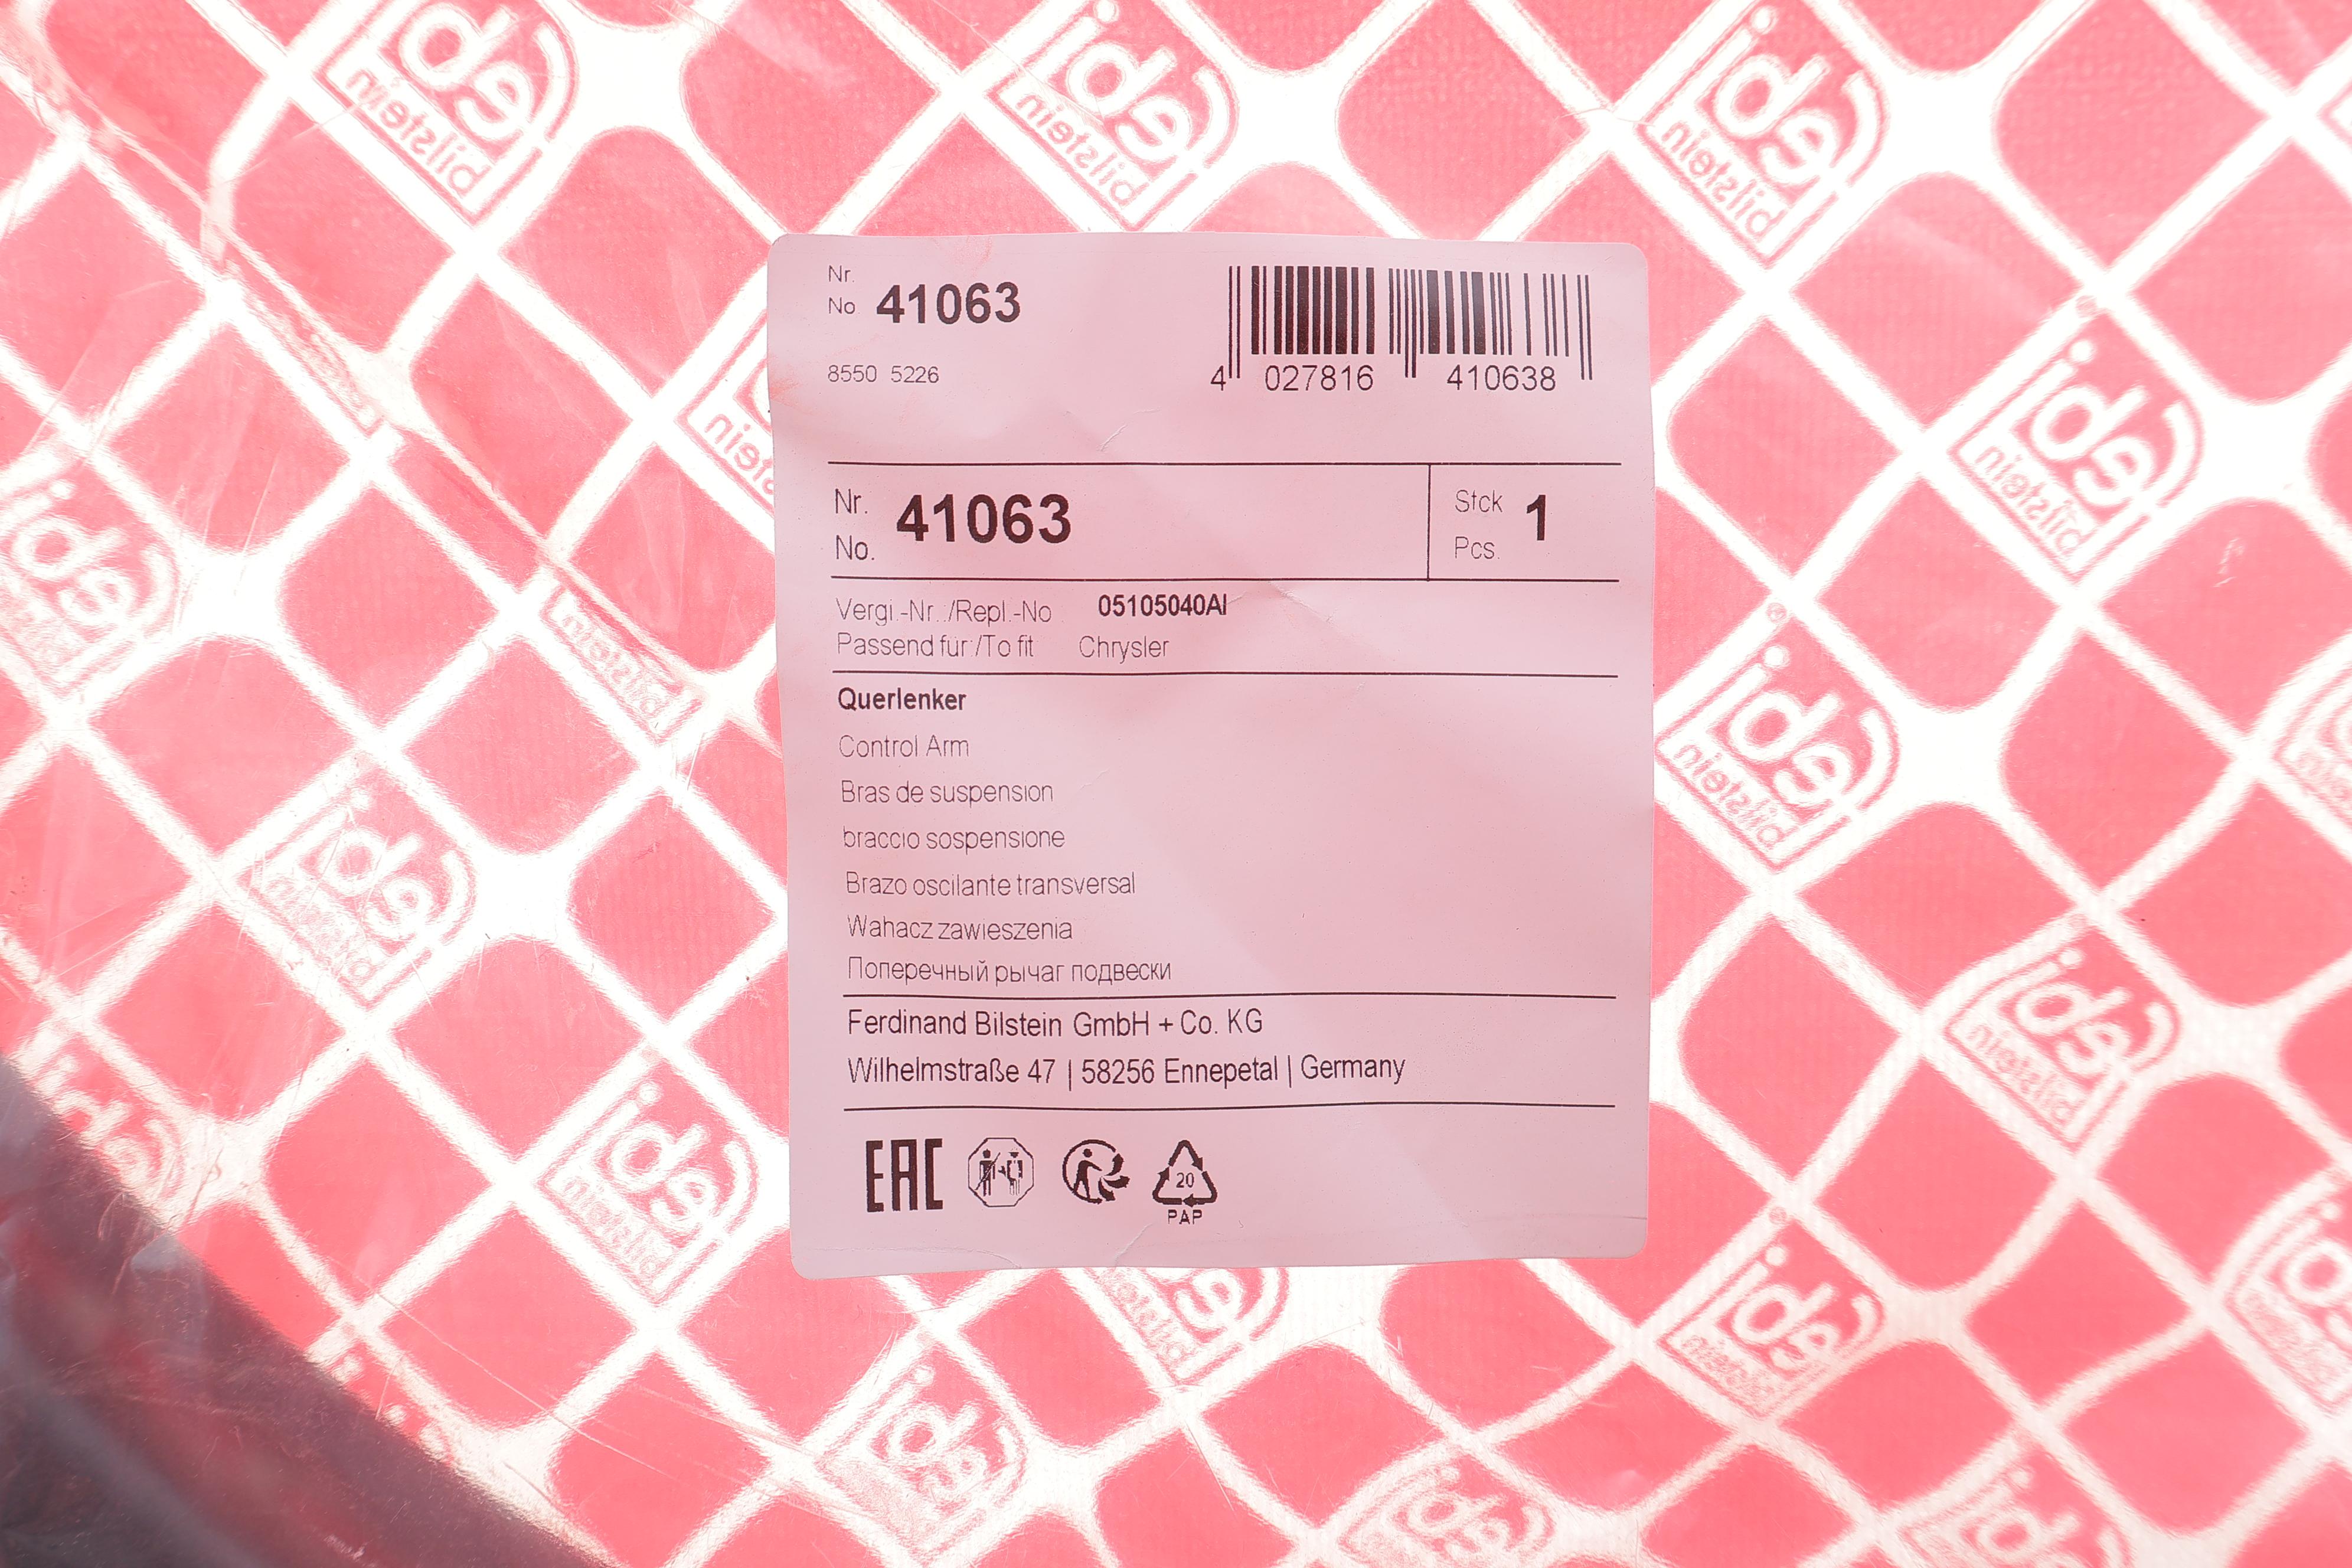 Nr.
No 41063
8550 5226
4 027816 410638
Nr.
No. 41063
Stck
Pcs. 1
Vergl.-Nr../Repl.-No 05105040AI
Passend für:/To fit Chrysler
Querlenker
Control Arm
Bras de suspension
braccio sospensione
Brazo oscilante transversal
Wahacz zawieszenia
Поперечный рычаг подвески
Ferdinand Bilstein GmbH + Co. KG
Wilhelmstraße 47 | 58256 Ennepetal | Germany
EAC
20
PAP
febi
bilstein